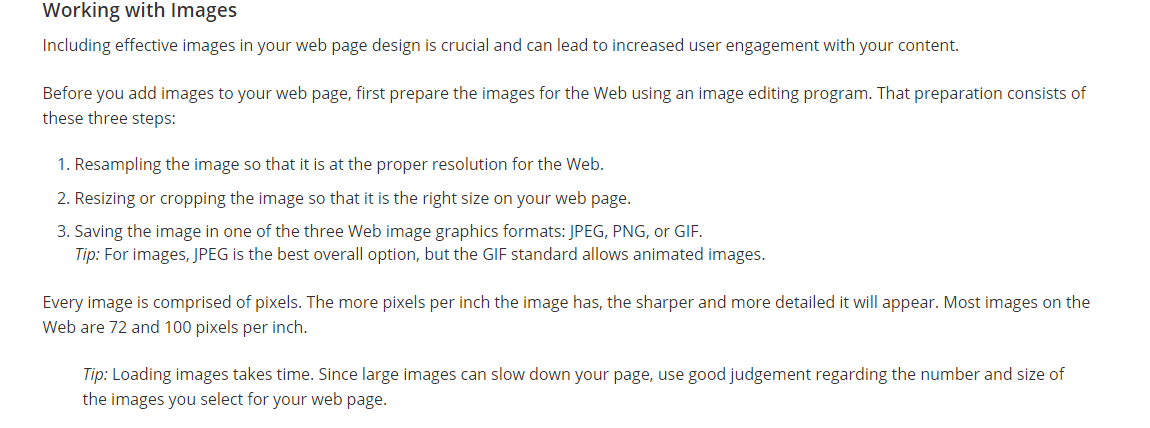 Working with Images
Including effective images in your web page design is crucial and can lead to increased user engagement with your content.
Before you add images to your web page, first prepare the images for the Web using an image editing program. That preparation consists of
these three steps:
1. Resampling the image so that it is at the proper resolution for the Web.
2. Resizing or cropping the image so that it is the right size on your web page.
3. Saving the image in one of the three Web image graphics formats: JPEG, PNG, or GIF.
Tip: For images, JPEG is the best overall option, but the GIF standard allows animated images.
Every image is comprised of pixels. The more pixels per inch the image has, the sharper and more detailed it will appear. Most images on the
Web are 72 and 100 pixels per inch.
Tip: Loading images takes time. Since large images can slow down your page, use good judgement regarding the number and size of
the images you select for your web page.